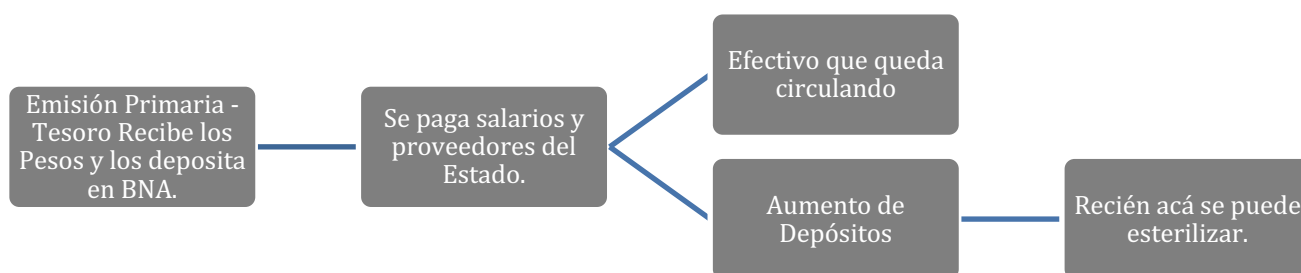 Emisión Primaria -
Tesoro Recibe los
Pesos y los deposita
en BNA.
Se paga salarios y
proveedores del
Estado.
Efectivo que queda
circulando
Aumento de
Depósitos
Recién acá se puede
esterilizar.